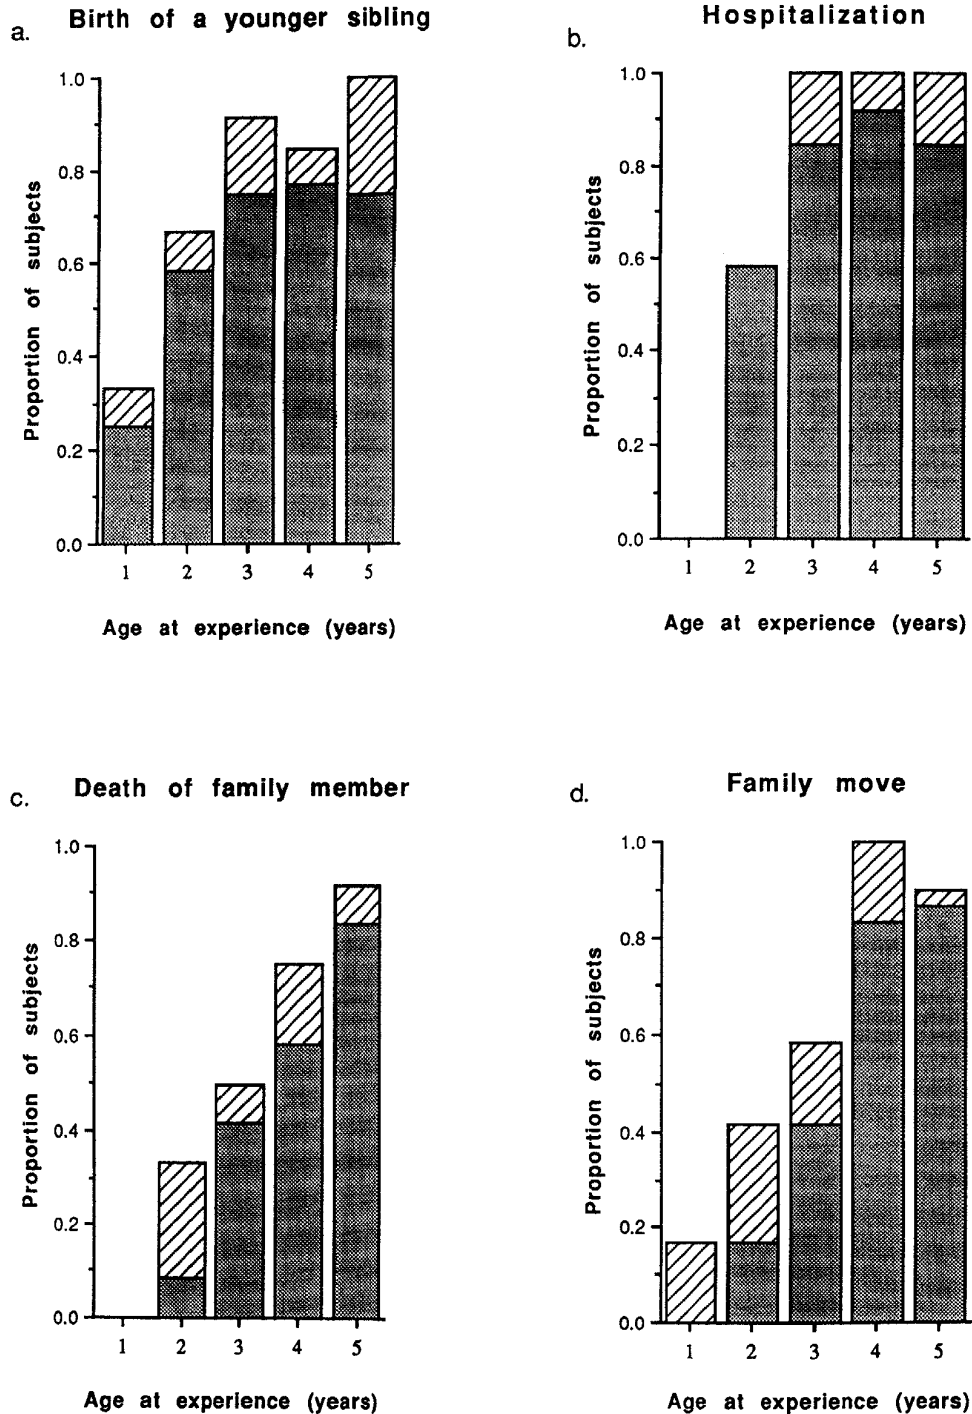 a.
Birth of a younger sibling
Proportion of subjects
1.0
0.8
0.6
0.4
0.2
0.0
1 2 3 4 5
Age at experience (years)
b.
Hospitalization
Proportion of subjects
1.0
0.8
0.6
0.4
0.2
0.0
1 2 3 4 5
Age at experience (years)
c.
Death of family member
Proportion of subjects
1.0
0.8
0.6
0.4
0.2
0.0
1 2 3 4 5
Age at experience (years)
d.
Family move
Proportion of subjects
1.0
0.8
0.6
0.4
0.2
0.0
1 2 3 4 5
Age at experience (years)